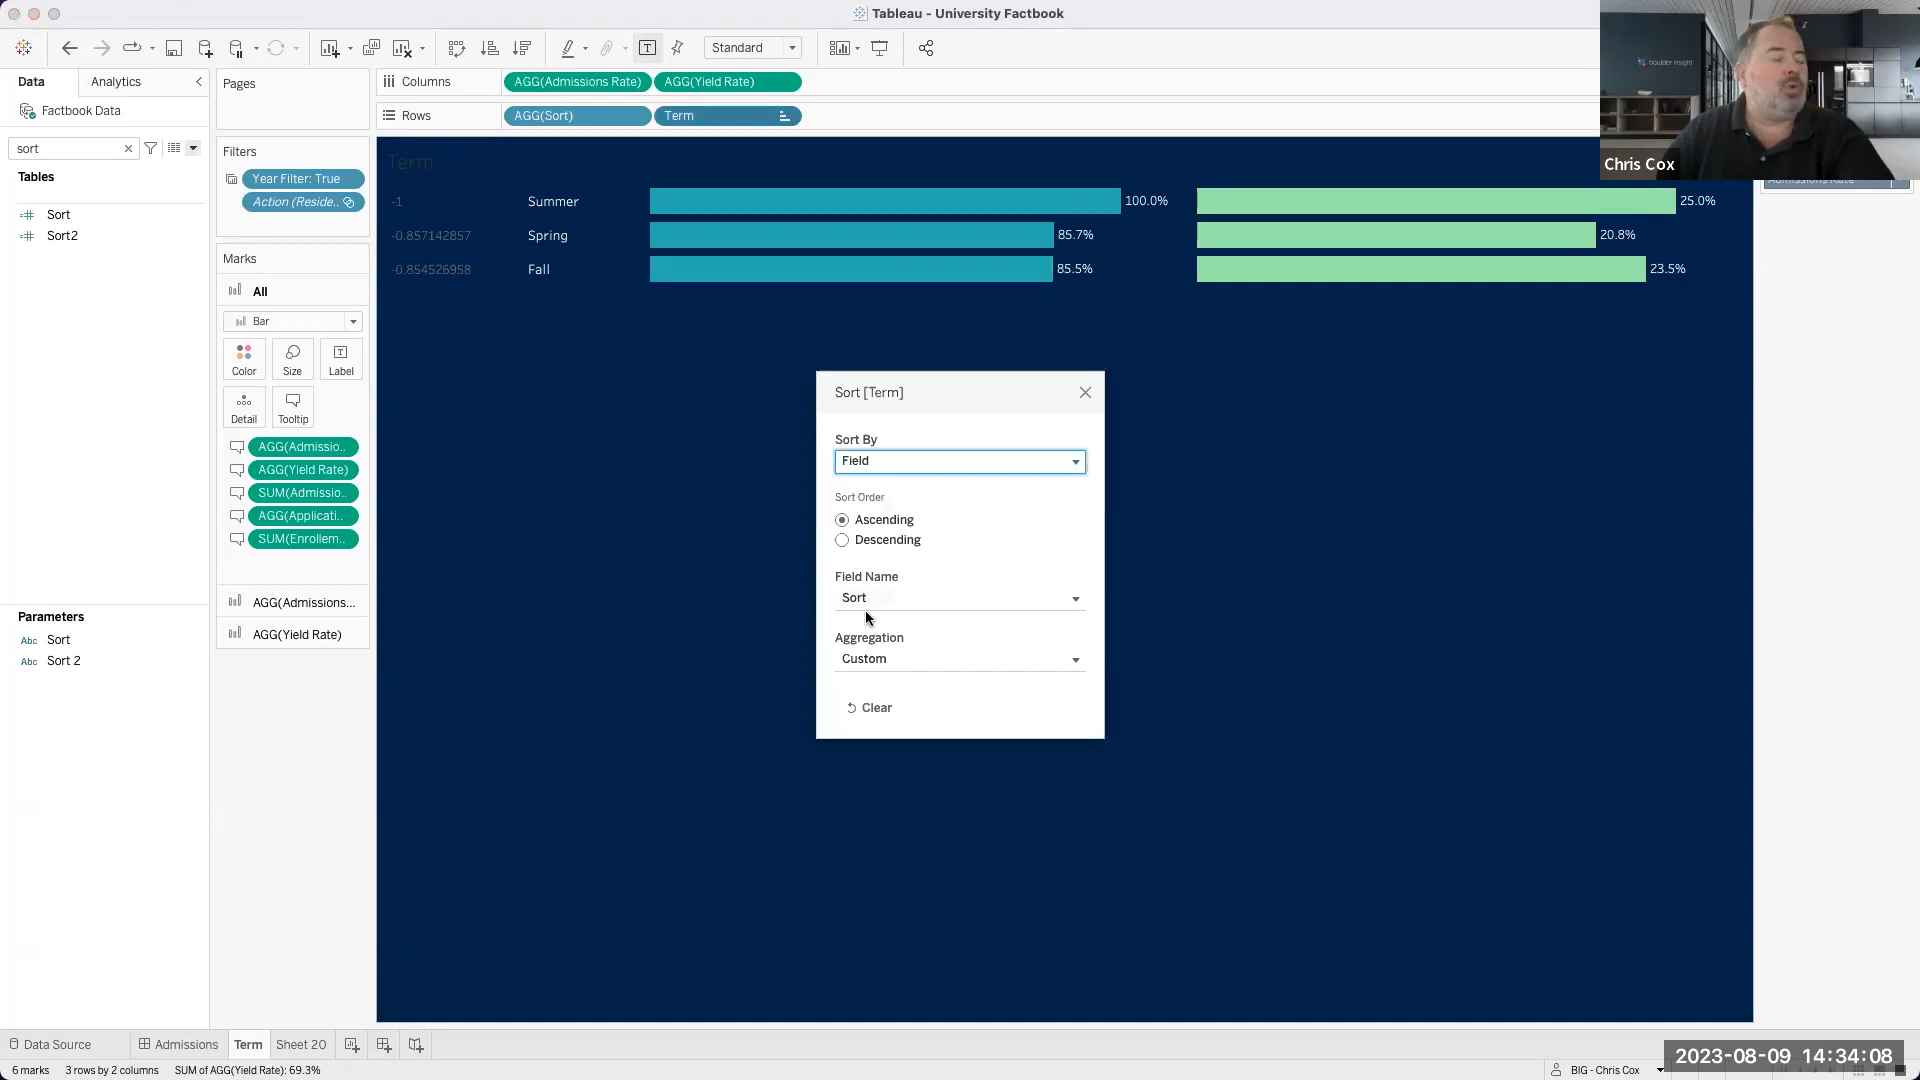 Tableau - University Factbook
Standard
Data
Analytics
Factbook Data
sort
Tables
Sort
Sort2
Parameters
Sort
Sort 2
Pages
Filters
Year Filter: True
Action (Reside..
Marks
All
Bar
Color
Size
Label
Detail
Tooltip
AGG(Admissio..
AGG(Yield Rate)
SUM(Admissio..
AGG(Applicati..
SUM(Enrollem..
AGG(Admissions...
AGG(Yield Rate)
Columns
AGG(Admissions Rate)
AGG(Yield Rate)
Rows
AGG(Sort)
Term
Term
-1 Summer 100.0% 25.0%
-0.857142857 Spring 85.7% 20.8%
-0.854526958 Fall 85.5% 23.5%
Sort [Term]
Sort By
Field
Sort Order
Ascending
Descending
Field Name
Sort
Aggregation
Custom
Clear
boulder insight
Chris Cox
Admissions Rate
Data Source
Admissions
Term
Sheet 20
6 marks
3 rows by 2 columns
SUM of AGG(Yield Rate): 69.3%
BIG - Chris Cox
2023-08-09 14:34:08